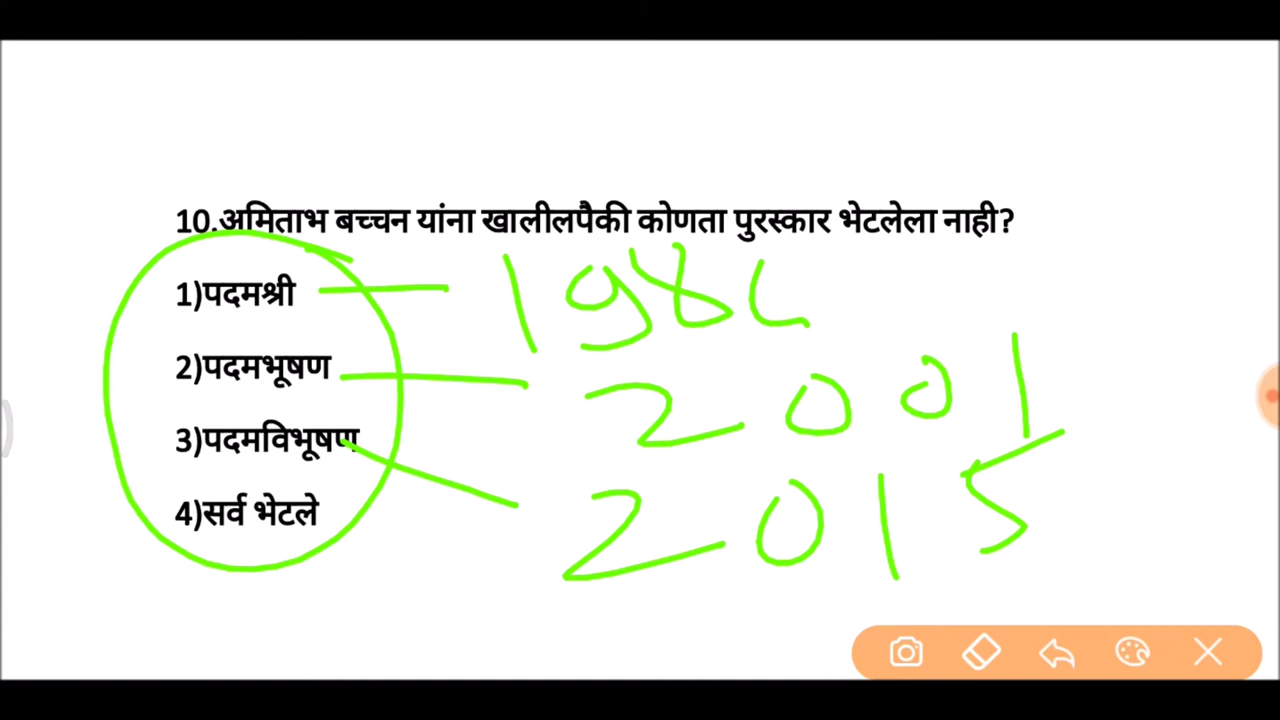 10.अमिताभ बच्चन यांना खालीलपैकी कोणता पुरस्कार भेटलेला नाही?
1)पदमश्री 1984
2)पदमभूषण 2001
3)पदमविभूषण 2015
4)सर्व भेटले